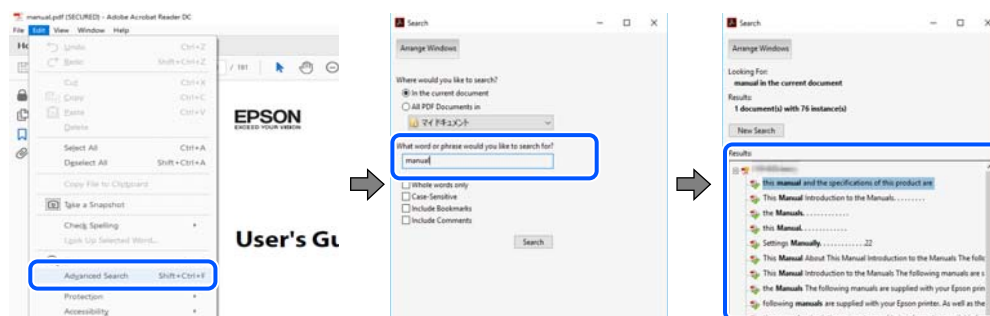 manual.pdf (SECURED) - Adobe Acrobat Reader DC
File Edit View Window Help
Undo Ctrl+Z
Redo Shift+Ctrl+Z
Cut Ctrl+X
Copy Ctrl+C
Paste Ctrl+V
Delete
Select All Ctrl+A
Deselect All Shift+Ctrl+A
Copy File to Clipboard
Take a Snapshot
Check Spelling
Look Up Selected Word...
Advanced Search Shift+Ctrl+F
Protection
Accessibility
/ 181
EPSON
EXCEED YOUR VISION
User's Gu
Search
Arrange Windows
Where would you like to search?
In the current document
All PDF Documents in
マイ ドキュメント
What word or phrase would you like to search for?
manual
Whole words only
Case-Sensitive
Include Bookmarks
Include Comments
Search
Search
Arrange Windows
Looking For:
manual in the current document
Results:
1 document(s) with 76 instance(s)
New Search
Results:
this manual and the specifications of this product are
This Manual Introduction to the Manuals. . . . . . . . .
the Manuals. . . . . . . . . . . . .
this Manual. . . . . . . . . . . . .
Settings Manually. . . . . . . . . . . . .22
This Manual About This Manual Introduction to the Manuals The follo
This Manual Introduction to the Manuals The following manuals are s
the Manuals The following manuals are supplied with your Epson prin
following manuals are supplied with your Epson printer. As well as the